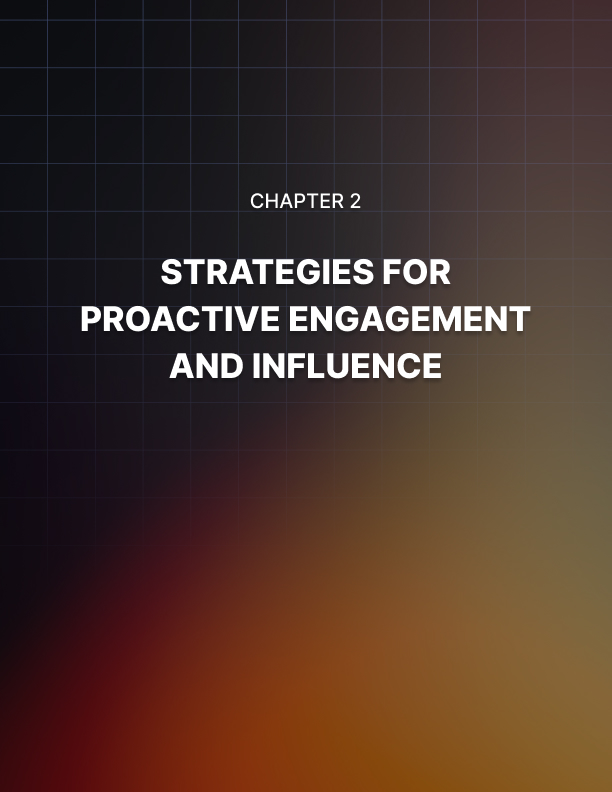 CHAPTER 2
STRATEGIES FOR
PROACTIVE ENGAGEMENT
AND INFLUENCE